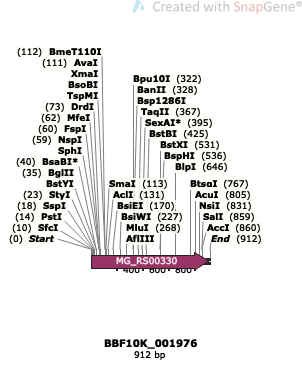 Created with SnapGene®
(112) BmeT110I
(111) AvaI
XmaI
BsoBI
TspMI
(73) DrdI
(62) MfeI
(60) FspI
(59) NspI
SphI
(40) BsaBI*
(35) BglII
BstYI
(23) StyI
(18) SspI
(14) PstI
(10) SfcI
(0) Start
Bpu10I (322)
BanII (328)
Bsp1286I
TaqII (367)
SexAI* (395)
BstBI (425)
BstXI (531)
BspHI (536)
BlpI (646)
SmaI (113)
AclI (131)
BsiEI (170)
BsiWI (227)
MluI (268)
AflIII
BtsαI (767)
AcuI (805)
NsiI (831)
SalI (859)
AccI (860)
End (912)
MG_RS00330
400 600 800
BBF10K_001976
912 bp